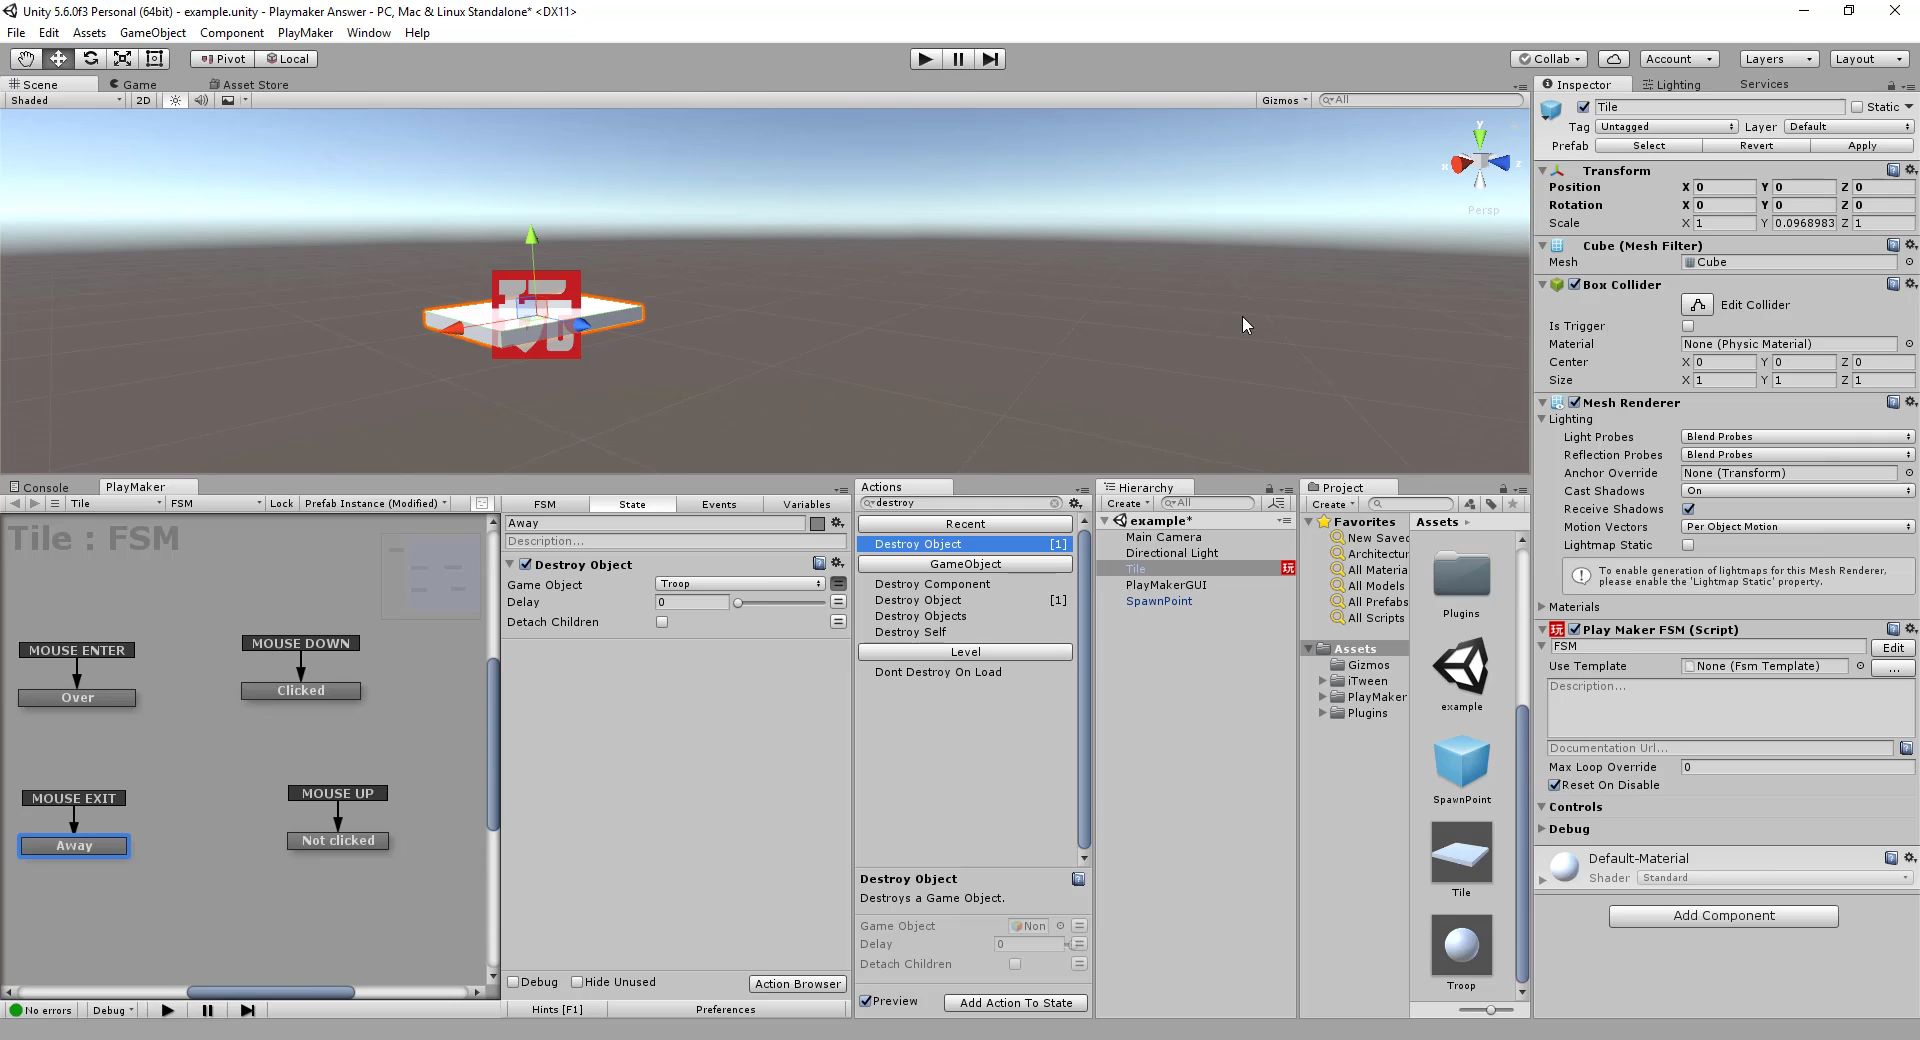 Unity 5.6.0f3 Personal (64bit) - example.unity - Playmaker Answer - PC, Mac & Linux Standalone* <DX11>
File Edit Assets GameObject Component PlayMaker Window Help
Pivot Local Collab Account Layers Layout
Scene Game Asset Store
Shaded 2D Gizmos All
y
x z
Persp
Inspector Lighting Services
Tile Static
Tag Untagged Layer Default
Prefab Select Revert Apply
Transform
Position X 0 Y 0 Z 0
Rotation X 0 Y 0 Z 0
Scale X 1 Y 0.0968983 Z 1
Cube (Mesh Filter)
Mesh Cube
Box Collider
Edit Collider
Is Trigger
Material None (Physic Material)
Center X 0 Y 0 Z 0
Size X 1 Y 1 Z 1
Mesh Renderer
Lighting
Light Probes Blend Probes
Reflection Probes Blend Probes
Anchor Override None (Transform)
Cast Shadows On
Receive Shadows
Motion Vectors Per Object Motion
Lightmap Static
To enable generation of lightmaps for this Mesh Renderer,
please enable the 'Lightmap Static' property.
Materials
玩 Play Maker FSM (Script)
FSM Edit
Use Template None (Fsm Template) ...
Description...
Documentation Url...
Max Loop Override 0
Reset On Disable
Controls
Debug
Default-Material
Shader Standard
Add Component
Console PlayMaker
Tile FSM Lock Prefab Instance (Modified)
Tile : FSM
MOUSE ENTER
Over
MOUSE DOWN
Clicked
MOUSE EXIT
Away
MOUSE UP
Not clicked
No errors Debug
FSM State Events Variables
Away
Description...
Destroy Object
Game Object Troop
Delay 0
Detach Children
Debug Hide Unused Action Browser
Hints [F1] Preferences
Actions
destroy
Recent
Destroy Object [1]
GameObject
Destroy Component
Destroy Object [1]
Destroy Objects
Destroy Self
Level
Dont Destroy On Load
Destroy Object
Destroys a Game Object.
Game Object Non
Delay 0
Detach Children
Preview Add Action To State
Hierarchy
Create All
example*
Main Camera
Directional Light
Tile 玩
PlayMakerGUI
SpawnPoint
Project
Create
Favorites
New Saved
Architectur
All Materia
All Models
All Prefabs
All Scripts
Assets
Gizmos
iTween
PlayMaker
Plugins
Assets
Plugins
example
SpawnPoint
Tile
Troop